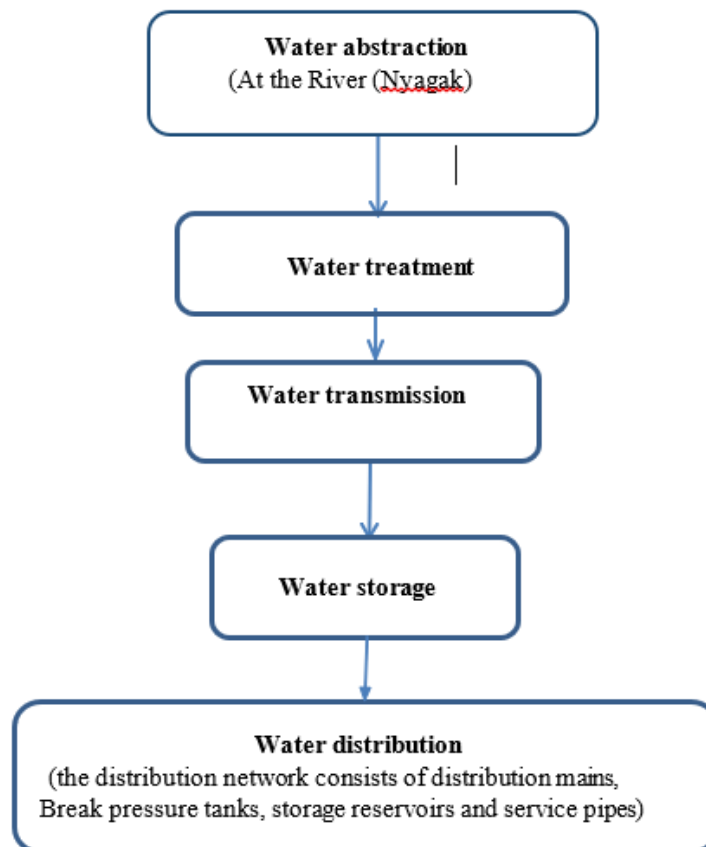 Water abstraction
(At the River (Nyagak)
Water treatment
Water transmission
Water storage
Water distribution
(the distribution network consists of distribution mains,
Break pressure tanks, storage reservoirs and service pipes)